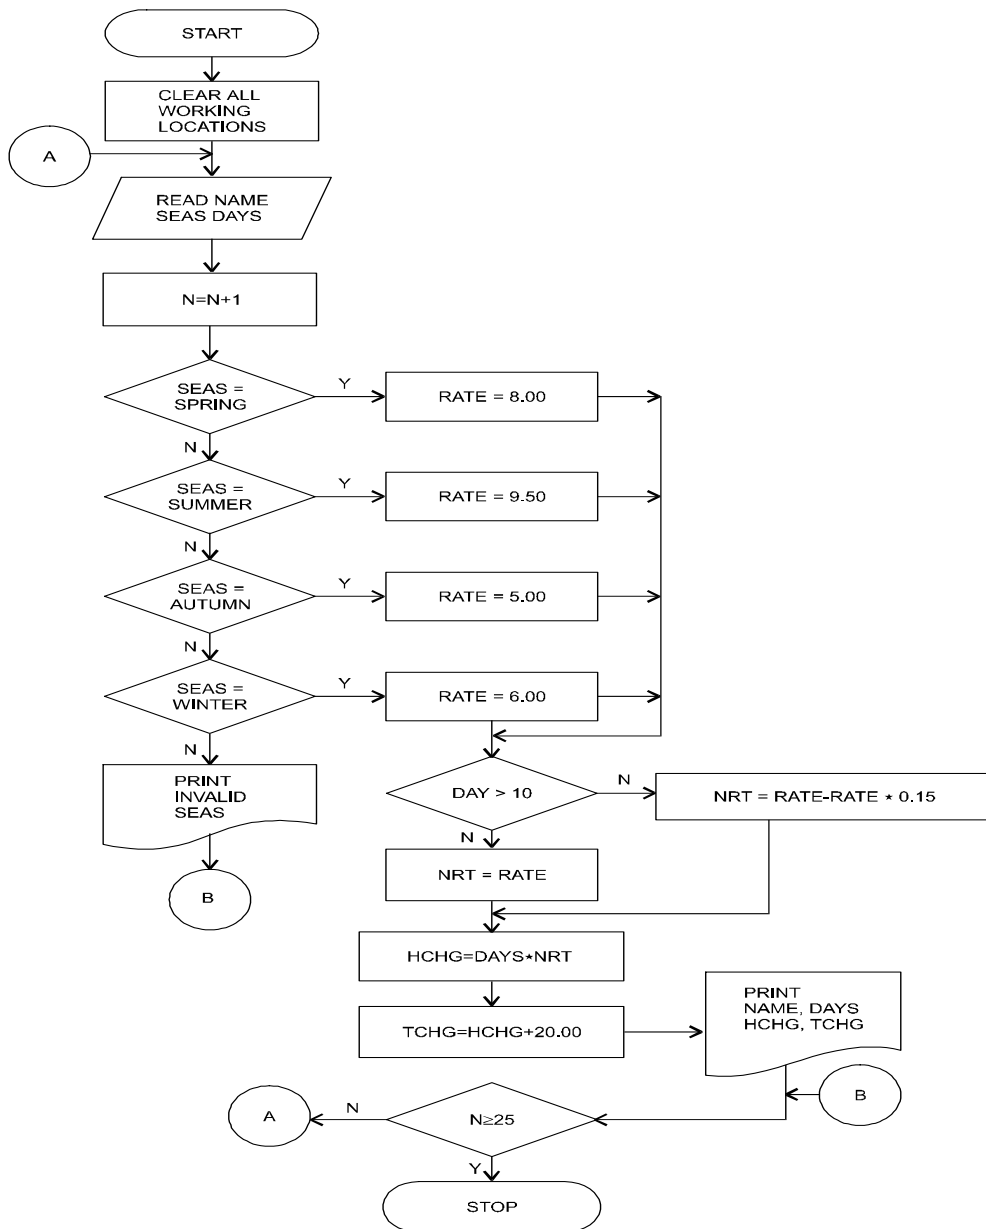 START
CLEAR ALL
WORKING
LOCATIONS
A
READ NAME
SEAS DAYS
N=N+1
SEAS =
SPRING
Y
RATE = 8.00
N
SEAS =
SUMMER
Y
RATE = 9.50
N
SEAS =
AUTUMN
Y
RATE = 5.00
N
SEAS =
WINTER
Y
RATE = 6.00
N
PRINT
INVALID
SEAS
B
DAY > 10
N
NRT = RATE-RATE * 0.15
N
NRT = RATE
HCHG=DAYS*NRT
TCHG=HCHG+20.00
PRINT
NAME, DAYS
HCHG, TCHG
B
N≥25
N
A
Y
STOP